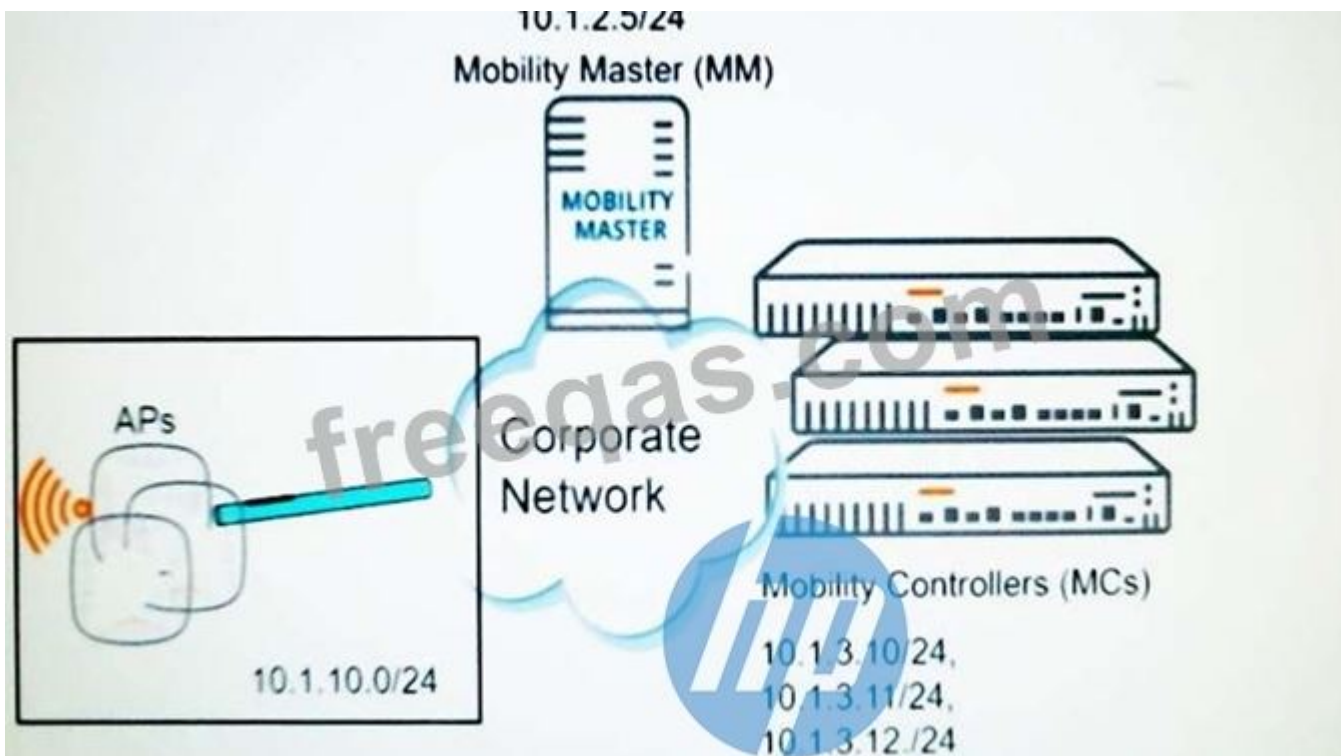 10.1.2.5/24
Mobility Master (MM)
MOBILITY
MASTER
APs
freeqas.com
Corporate
Network
hp
Mobility Controllers (MCs)
10.1.10.0/24
10.1.3.10/24,
10.1.3.11/24,
10.1.3.12./24